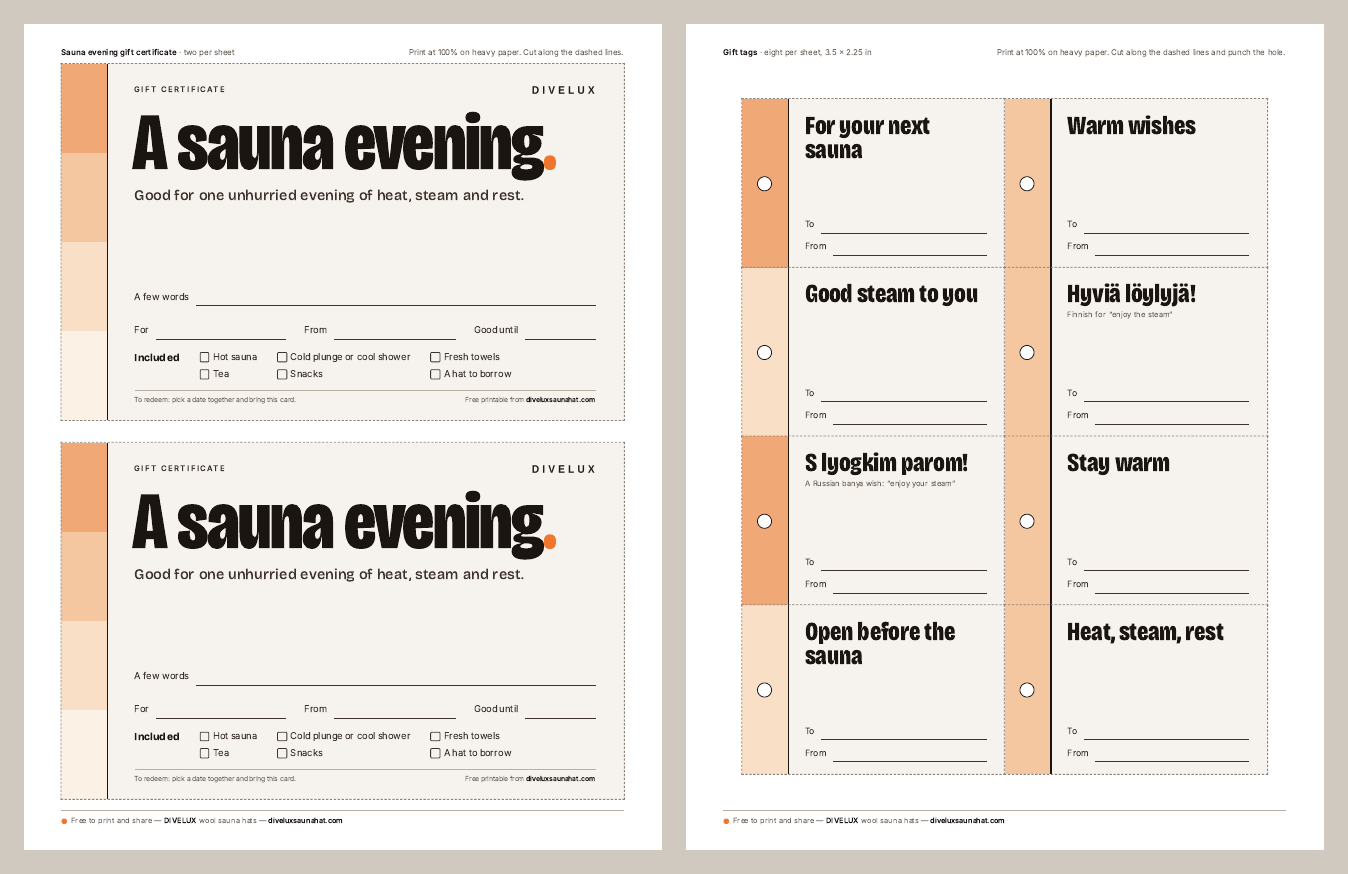 Sauna evening gift certificate · two per sheet
Print at 100% on heavy paper. Cut along the dashed lines.
GIFT CERTIFICATE
DIVELUX
A sauna evening.
Good for one unhurried evening of heat, steam and rest.
A few words
For From Good until
Included Hot sauna Cold plunge or cool shower Fresh towels
Tea Snacks A hat to borrow
To redeem: pick a date together and bring this card.
Free printable from diveluxsaunahat.com
GIFT CERTIFICATE
DIVELUX
A sauna evening.
Good for one unhurried evening of heat, steam and rest.
A few words
For From Good until
Included Hot sauna Cold plunge or cool shower Fresh towels
Tea Snacks A hat to borrow
To redeem: pick a date together and bring this card.
Free printable from diveluxsaunahat.com
Free to print and share — DIVELUX wool sauna hats — diveluxsaunahat.com
Gift tags · eight per sheet, 3.5 × 2.25 in
Print at 100% on heavy paper. Cut along the dashed lines and punch the hole.
For your next
sauna
To
From
Warm wishes
To
From
Good steam to you
To
From
Hyviä löylyjä!
Finnish for “enjoy the steam”
To
From
S lyogkim parom!
A Russian banya wish: “enjoy your steam”
To
From
Stay warm
To
From
Open before the
sauna
To
From
Heat, steam, rest
To
From
Free to print and share — DIVELUX wool sauna hats — diveluxsaunahat.com